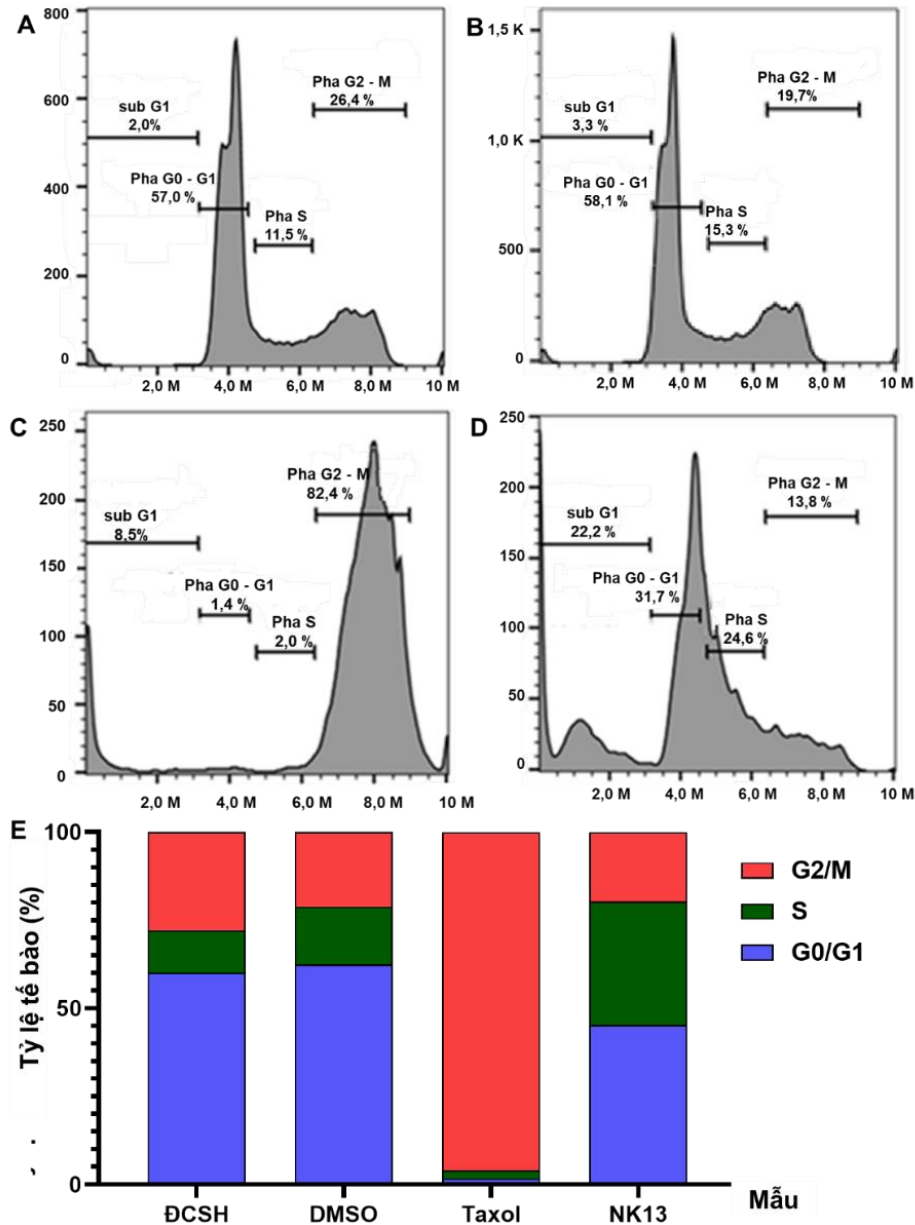 A
800
600
400
200
0
sub G1
2,0%
Pha G0 - G1
57,0 %
Pha S
11,5 %
Pha G2 - M
26,4 %
2,0 M 4,0 M 6,0 M 8,0 M 10 M
B
1,5 K
1,0 K
500
0
sub G1
3,3 %
Pha G0 - G1
58,1 %
Pha S
15,3 %
Pha G2 - M
19,7%
2,0 M 4,0 M 6,0 M 8,0 M 10 M
C
250
200
150
100
50
0
sub G1
8,5%
Pha G0 - G1
1,4 %
Pha S
2,0 %
Pha G2 - M
82,4 %
2,0 M 4,0 M 6,0 M 8,0 M 10 M
D
250
200
150
100
50
0
sub G1
22,2 %
Pha G0 - G1
31,7 %
Pha S
24,6 %
Pha G2 - M
13,8 %
2,0 M 4,0 M 6,0 M 8,0 M 10 M
E
Tỷ lệ tế bào (%)
100
50
0
G2/M
S
G0/G1
ĐCSH DMSO Taxol NK13
Mẫu